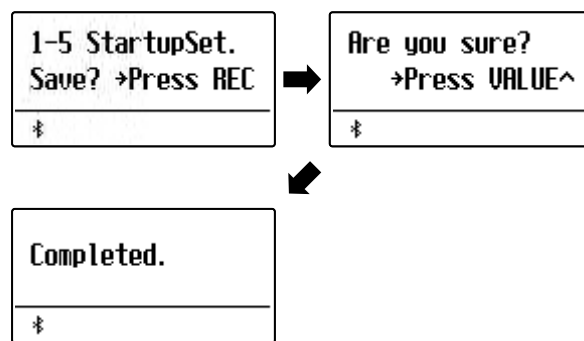 1-5 StartupSet.
Save? →Press REC
Are you sure?
→Press VALUE^
Completed.